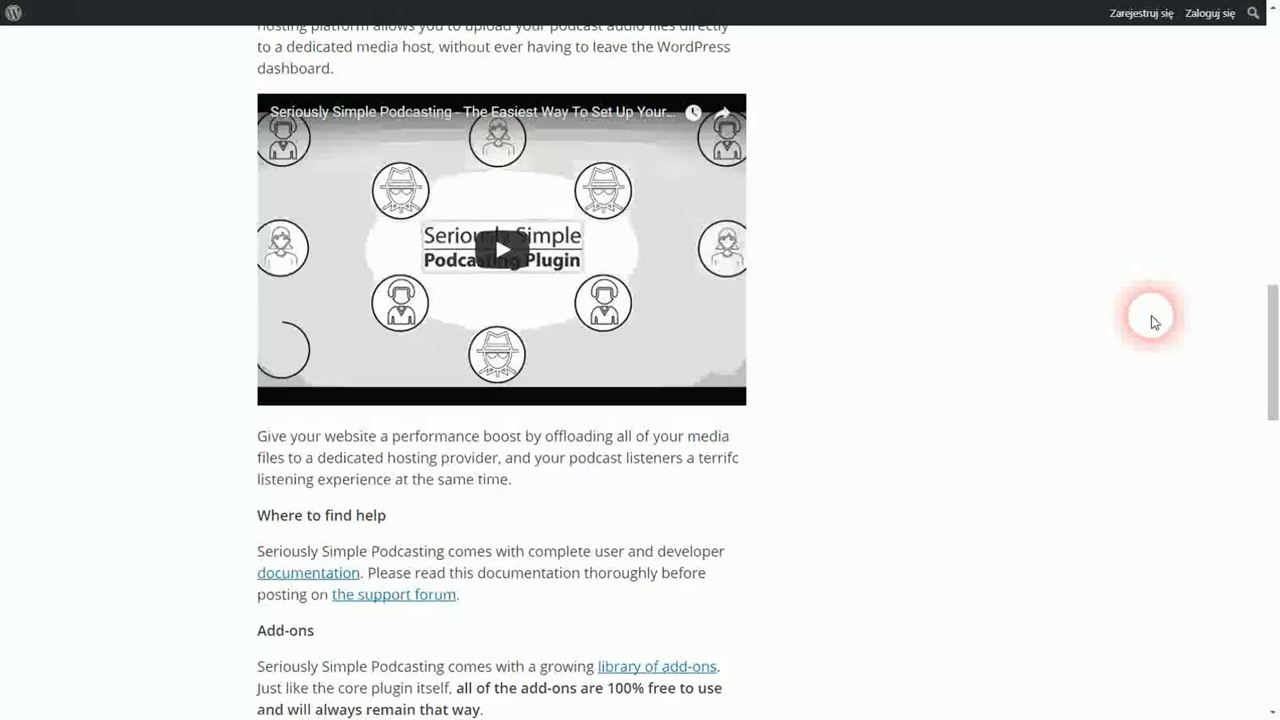 Zarejestruj się Zaloguj się
hosting platform allows you to upload your podcast audio files directly
to a dedicated media host, without ever having to leave the WordPress
dashboard.
Seriously Simple Podcasting - The Easiest Way To Set Up Your...
Seriously Simple
Podcasting Plugin
Give your website a performance boost by offloading all of your media
files to a dedicated hosting provider, and your podcast listeners a terrifc
listening experience at the same time.
Where to find help
Seriously Simple Podcasting comes with complete user and developer
documentation. Please read this documentation thoroughly before
posting on the support forum.
Add-ons
Seriously Simple Podcasting comes with a growing library of add-ons.
Just like the core plugin itself, all of the add-ons are 100% free to use
and will always remain that way.